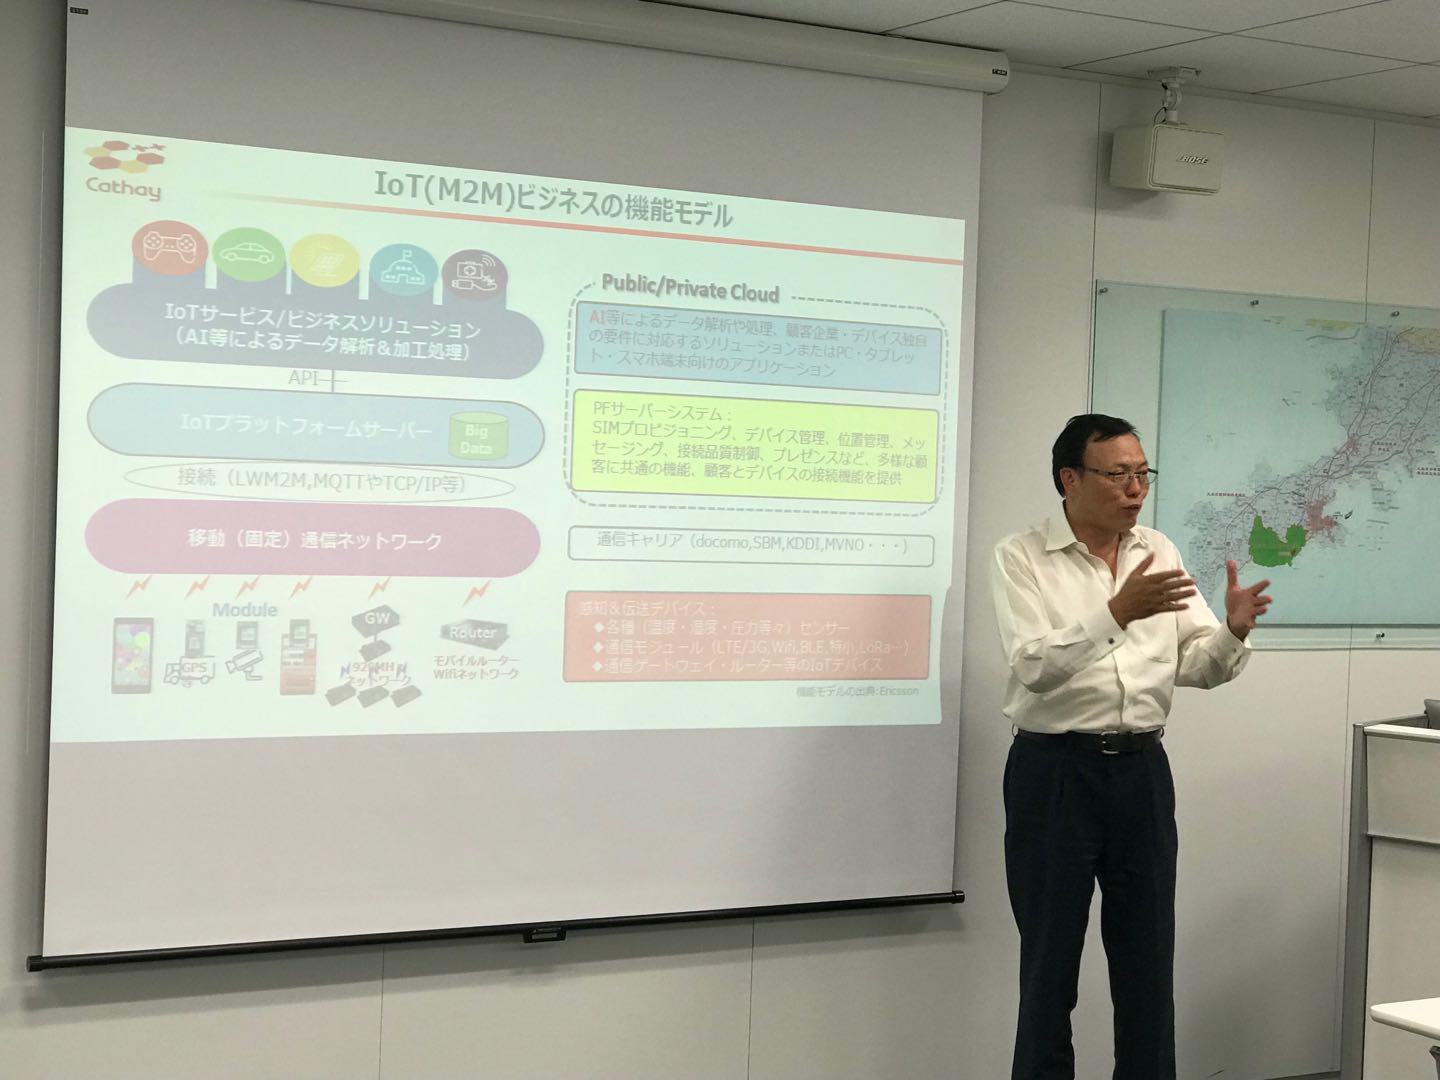 Cathay
IoT(M2M)ビジネスの機能モデル
IoTサービス/ビジネスソリューション
（AI等によるデータ解析＆加工処理）
API
IoTプラットフォームサーバー
Big
Data
接続（LWM2M,MQTTやTCP/IP等）
移動（固定）通信ネットワーク
Module
GPS
GW
920MH
ネットワーク
Router
モバイルルーター
Wifiネットワーク
Public/Private Cloud
AI等によるデータ解析や処理、顧客企業・デバイス独自
の要件に対応するソリューションまたはPC・タブレッ
ト・スマホ端末向けのアプリケーション
PFサーバーシステム：
SIMプロビジョニング、デバイス管理、位置管理、メッ
セージング、接続品質制御、プレゼンスなど、多様な顧
客に共通の機能、顧客とデバイスの接続機能を提供
通信キャリア（docomo,SBM,KDDI,MVNO・・・)
感知＆伝送デバイス：
◆各種（温度・湿度・圧力等々）センサー
◆通信モジュール（LTE/3G,Wifi,BLE,特小,LoRa～）
◆通信ゲートウェイ・ルーター等のIoTデバイス
機能モデルの出典：Ericsson
BOSE